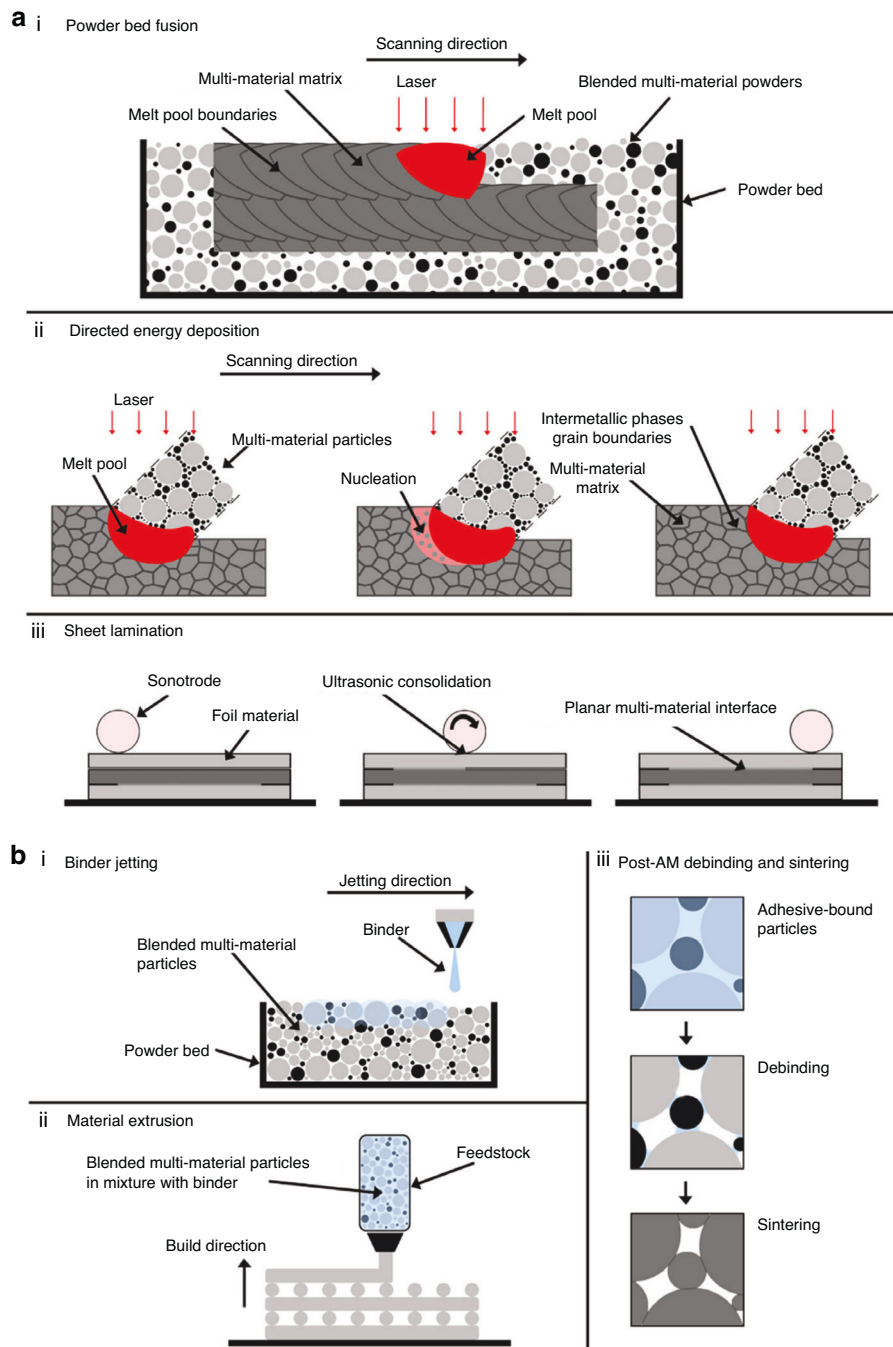 a
i Powder bed fusion
Scanning direction
Multi-material matrix
Laser
Blended multi-material powders
Melt pool boundaries
Melt pool
Powder bed
ii Directed energy deposition
Scanning direction
Laser
Multi-material particles
Melt pool
Nucleation
Intermetallic phases
grain boundaries
Multi-material
matrix
iii Sheet lamination
Sonotrode
Foil material
Ultrasonic consolidation
Planar multi-material interface
b
i Binder jetting
Jetting direction
Binder
Blended multi-material
particles
Powder bed
ii Material extrusion
Blended multi-material particles
in mixture with binder
Feedstock
Build direction
iii Post-AM debinding and sintering
Adhesive-bound
particles
Debinding
Sintering